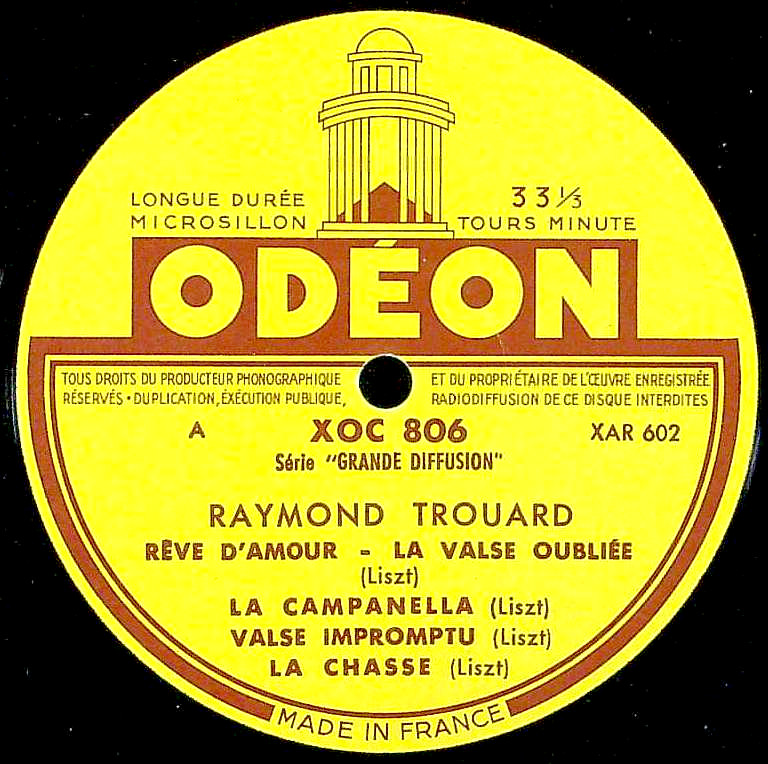 LONGUE DURÉE
MICROSILLON
33⅓
TOURS MINUTE
ODÉON
TOUS DROITS DU PRODUCTEUR PHONOGRAPHIQUE ET DU PROPRIÉTAIRE DE L'ŒUVRE ENREGISTRÉE
RÉSERVÉS • DUPLICATION, ÉXÉCUTION PUBLIQUE, RADIODIFFUSION DE CE DISQUE INTERDITES
A XOC 806 XAR 602
Série "GRANDE DIFFUSION"
RAYMOND TROUARD
RÊVE D'AMOUR - LA VALSE OUBLIÉE
(Liszt)
LA CAMPANELLA (Liszt)
VALSE IMPROMPTU (Liszt)
LA CHASSE (Liszt)
MADE IN FRANCE